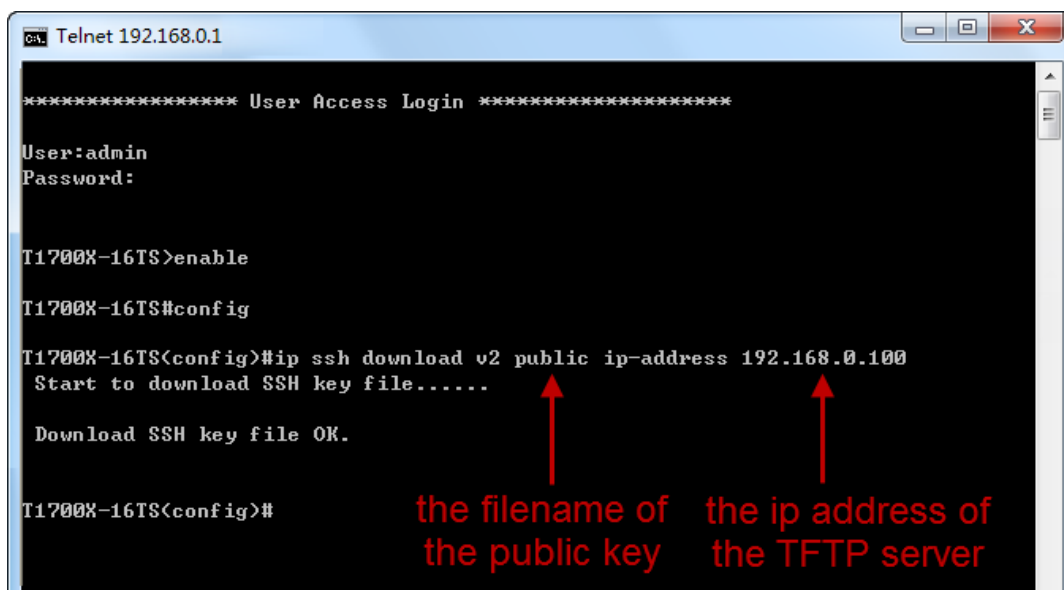 Telnet 192.168.0.1
***************** User Access Login ********************
User:admin
Password:
T1700X-16TS>enable
T1700X-16TS#config
T1700X-16TS(config)#ip ssh download v2 public ip-address 192.168.0.100
Start to download SSH key file......
Download SSH key file OK.
T1700X-16TS(config)#
the filename of
the public key
the ip address of
the TFTP server